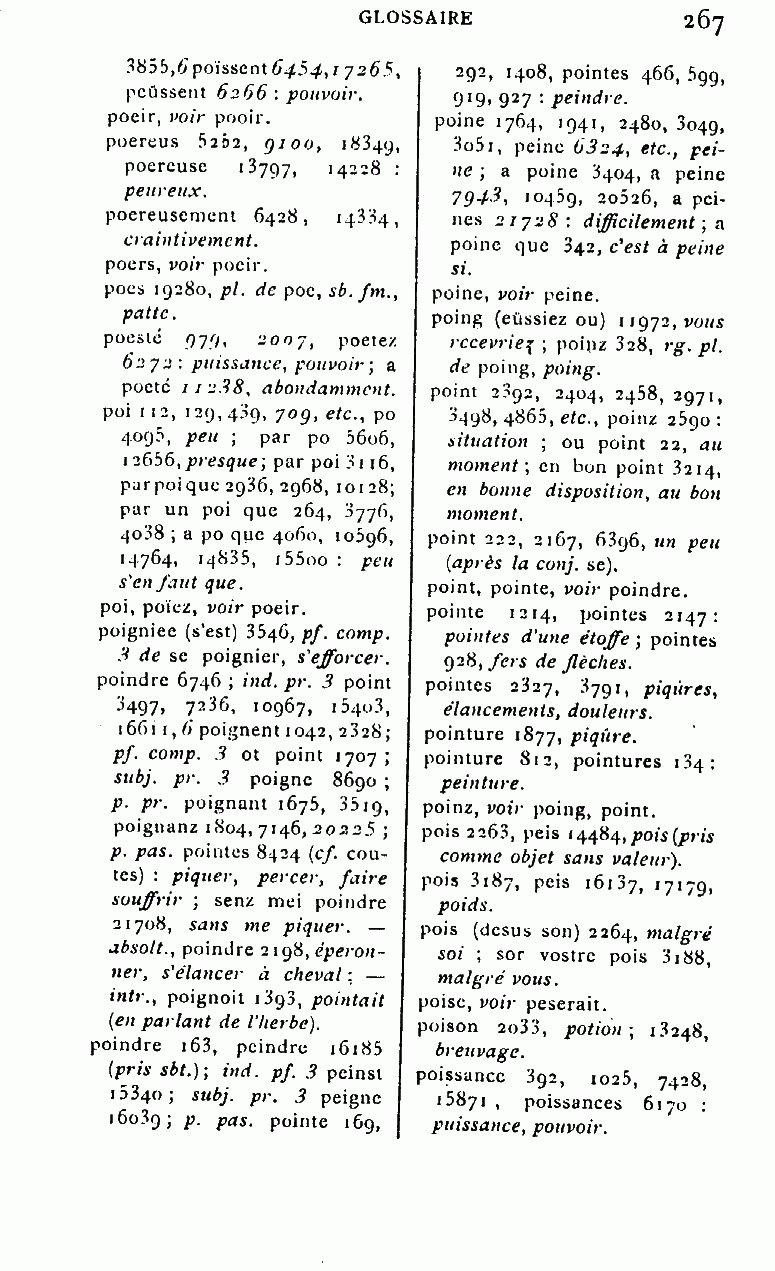 GLOSSAIRE 267
3855, 6 poïssent 6454, 17265,
peüssent 6266 : pouvoir.
poeir, voir pooir.
poereus 5252, 9100, 18349,
poereuse 13797, 14228 :
peureux.
poereusement 6428, 14334,
craintivement.
poers, voir poeir.
poes 19280, pl. de poe, sb. fm.,
patte.
poesté 979, 2007, poetez
6272 : puissance, pouvoir ; a
poeté 11238, abondamment.
poi 112, 129, 439, 709, etc., po
4095, peu ; par po 5606,
12656, presque ; par poi 3116,
par poi que 2936, 2968, 10128;
par un poi que 264, 3776,
4038 ; a po que 4060, 10596,
14764, 14835, 15500 : peu
s'en faut que.
poi, poïez, voir poeir.
poigniee (s'est) 3546, pf. comp.
3 de se poignier, s'efforcer.
poindre 6746 ; ind. pr. 3 point
3497, 7236, 10967, 15403,
16611, 6 poignent 1042, 2328;
pf. comp. 3 ot point 1707 ;
subj. pr. 3 poigne 8690 ;
p. pr. poignant 1675, 3519,
poignanz 1804, 7146, 20225 ;
p. pas. pointes 8424 (cf. cou-
tes) : piquer, percer, faire
souffrir ; senz mei poindre
21708, sans me piquer. —
absolt., poindre 2198, éperon-
ner, s'élancer à cheval ; —
intr., poignoit 1393, pointait
(en parlant de l'herbe).
poindre 163, peindre 16185
(pris sbt.) ; ind. pf. 3 peinst
15340 ; subj. pr. 3 peigne
16039 ; p. pas. pointe 169,
292, 1408, pointes 466, 599,
919, 927 : peindre.
poine 1764, 1941, 2480, 3049,
3051, peine 6324, etc., pei-
ne ; a poine 3404, a peine
7943, 10459, 20526, a pei-
nes 21728 : difficilement ; a
poine que 342, c'est à peine
si.
poine, voir peine.
poing (eüssiez ou) 11972, vous
recevriez ; poinz 328, rg. pl.
de poing, poing.
point 2392, 2404, 2458, 2971,
3498, 4865, etc., poinz 2590 :
situation ; ou point 22, au
moment ; en bon point 3214,
en bonne disposition, au bon
moment.
point 222, 2167, 6396, un peu
(après la conj. se).
point, pointe, voir poindre.
pointe 1214, pointes 2147 :
pointes d'une étoffe ; pointes
928, fers de flèches.
pointes 2327, 3791, piqûres,
élancements, douleurs.
pointure 1877, piqûre.
pointure 812, pointures 134 :
peinture.
poinz, voir poing, point.
pois 2263, peis 14484, pois (pris
comme objet sans valeur).
pois 3187, peis 16137, 17179,
poids.
pois (desus son) 2264, malgré
soi ; sor vostre pois 3188,
malgré vous.
poise, voir peserait.
poison 2033, potion ; 13248,
breuvage.
poissance 392, 1025, 7428,
15871, poissances 6170 :
puissance, pouvoir.